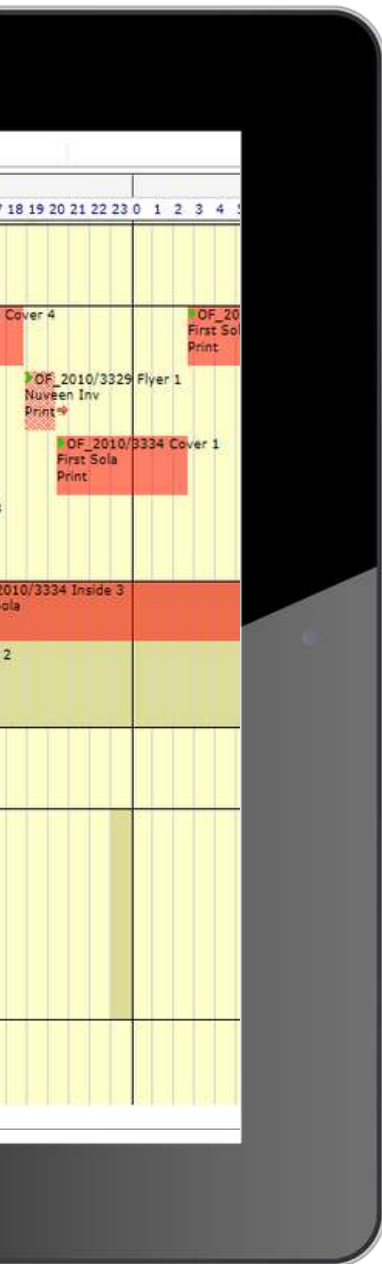 18 19 20 21 22 23 0 1 2 3 4
Cover 4
OF_20
First Sol
Print
OF_2010/3329 Flyer 1
Nuveen Inv
Print
OF_2010/3334 Cover 1
First Sola
Print
2010/3334 Inside 3
ola
2